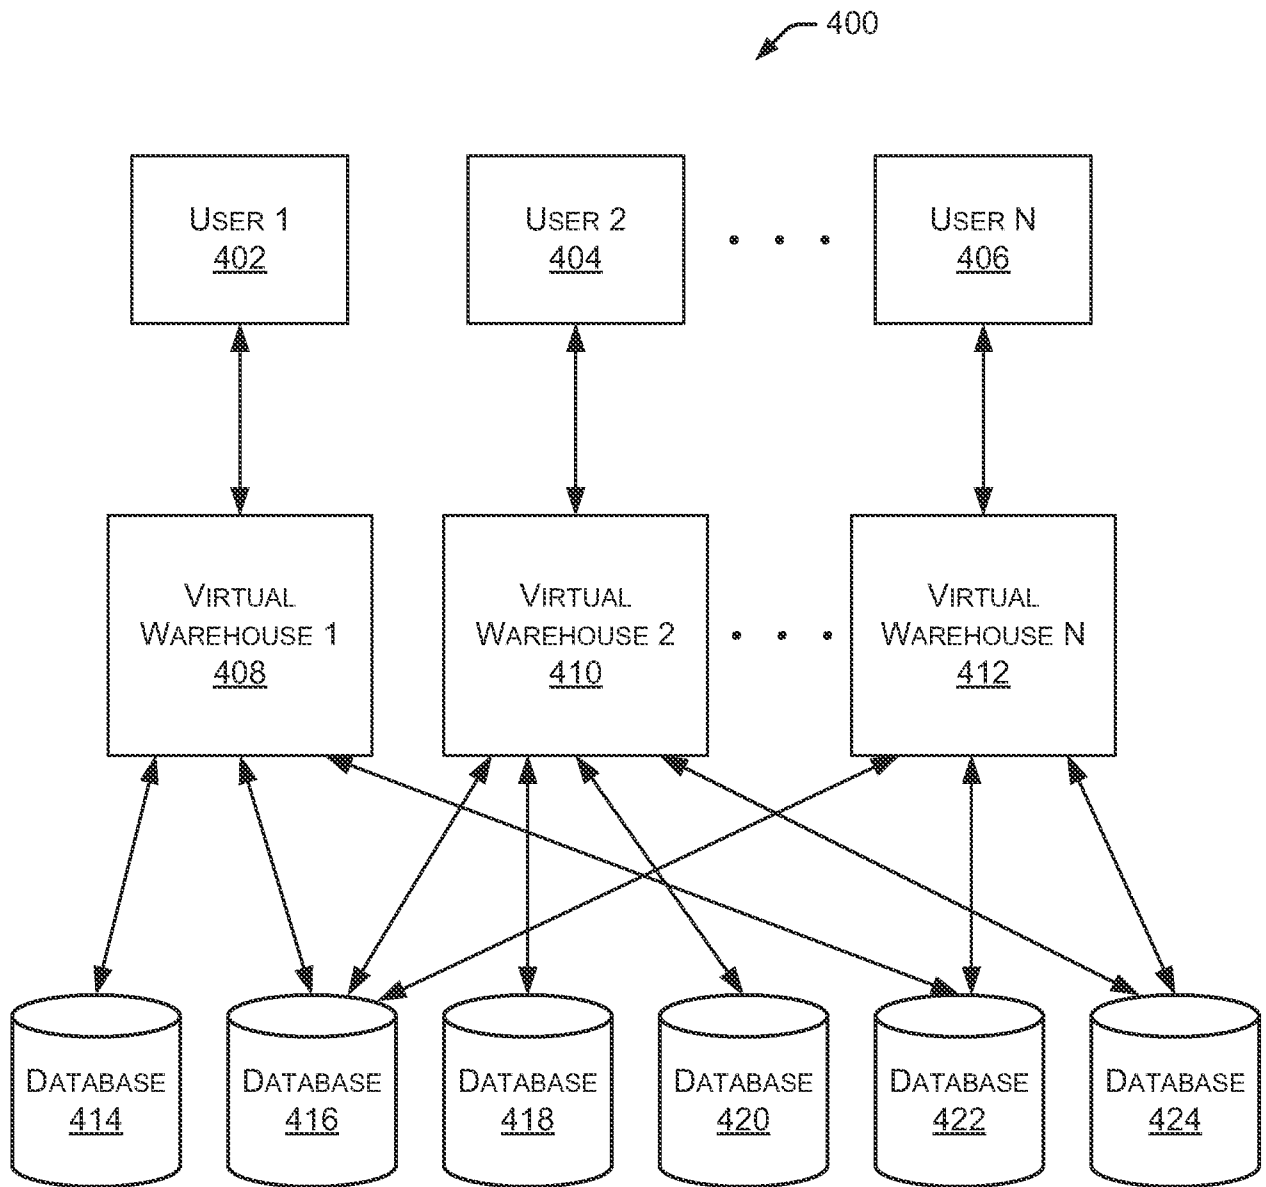 400
USER 1
402
USER 2
404
USER N
406
VIRTUAL
WAREHOUSE 1
408
VIRTUAL
WAREHOUSE 2
410
VIRTUAL
WAREHOUSE N
412
DATABASE
414
DATABASE
416
DATABASE
418
DATABASE
420
DATABASE
422
DATABASE
424